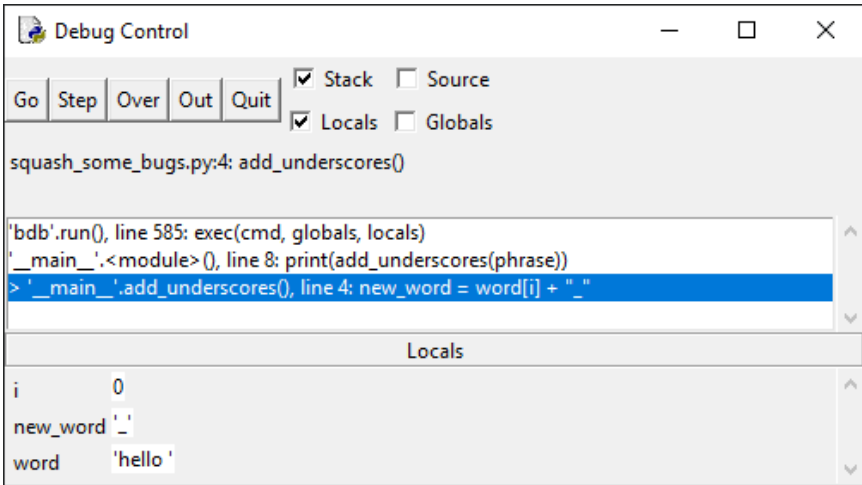 Debug Control
Go Step Over Out Quit Stack Source
Locals Globals
squash_some_bugs.py:4: add_underscores()
'bdb'.run(), line 585: exec(cmd, globals, locals)
'__main__'.<module>(), line 8: print(add_underscores(phrase))
> '__main__'.add_underscores(), line 4: new_word = word[i] + "_"
Locals
i 0
new_word '_'
word 'hello '